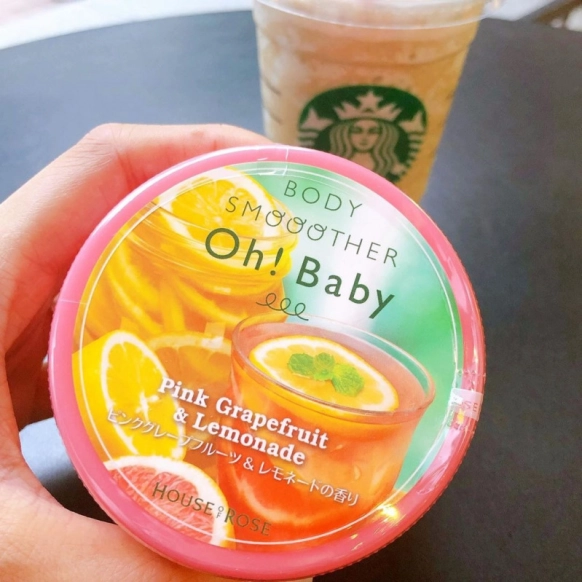 BODY
SMOOOTHER
Oh! Baby
Pink Grapefruit
& Lemonade
ピンクグレープフルーツ&レモネードの香り
HOUSE OF ROSE